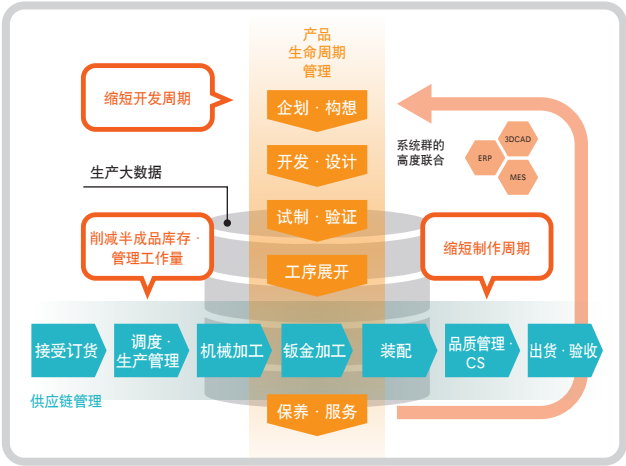 产品
生命周期
管理
缩短开发周期
企划 · 构想
系统群的
高度联合
3DCAD
ERP
MES
开发 · 设计
生产大数据
试制 · 验证
削减半成品库存 ·
管理工作量
缩短制作周期
工序展开
接受订货
调度 ·
生产管理
机械加工
钣金加工
装配
品质管理 ·
CS
出货 · 验收
供应链管理
保养 · 服务